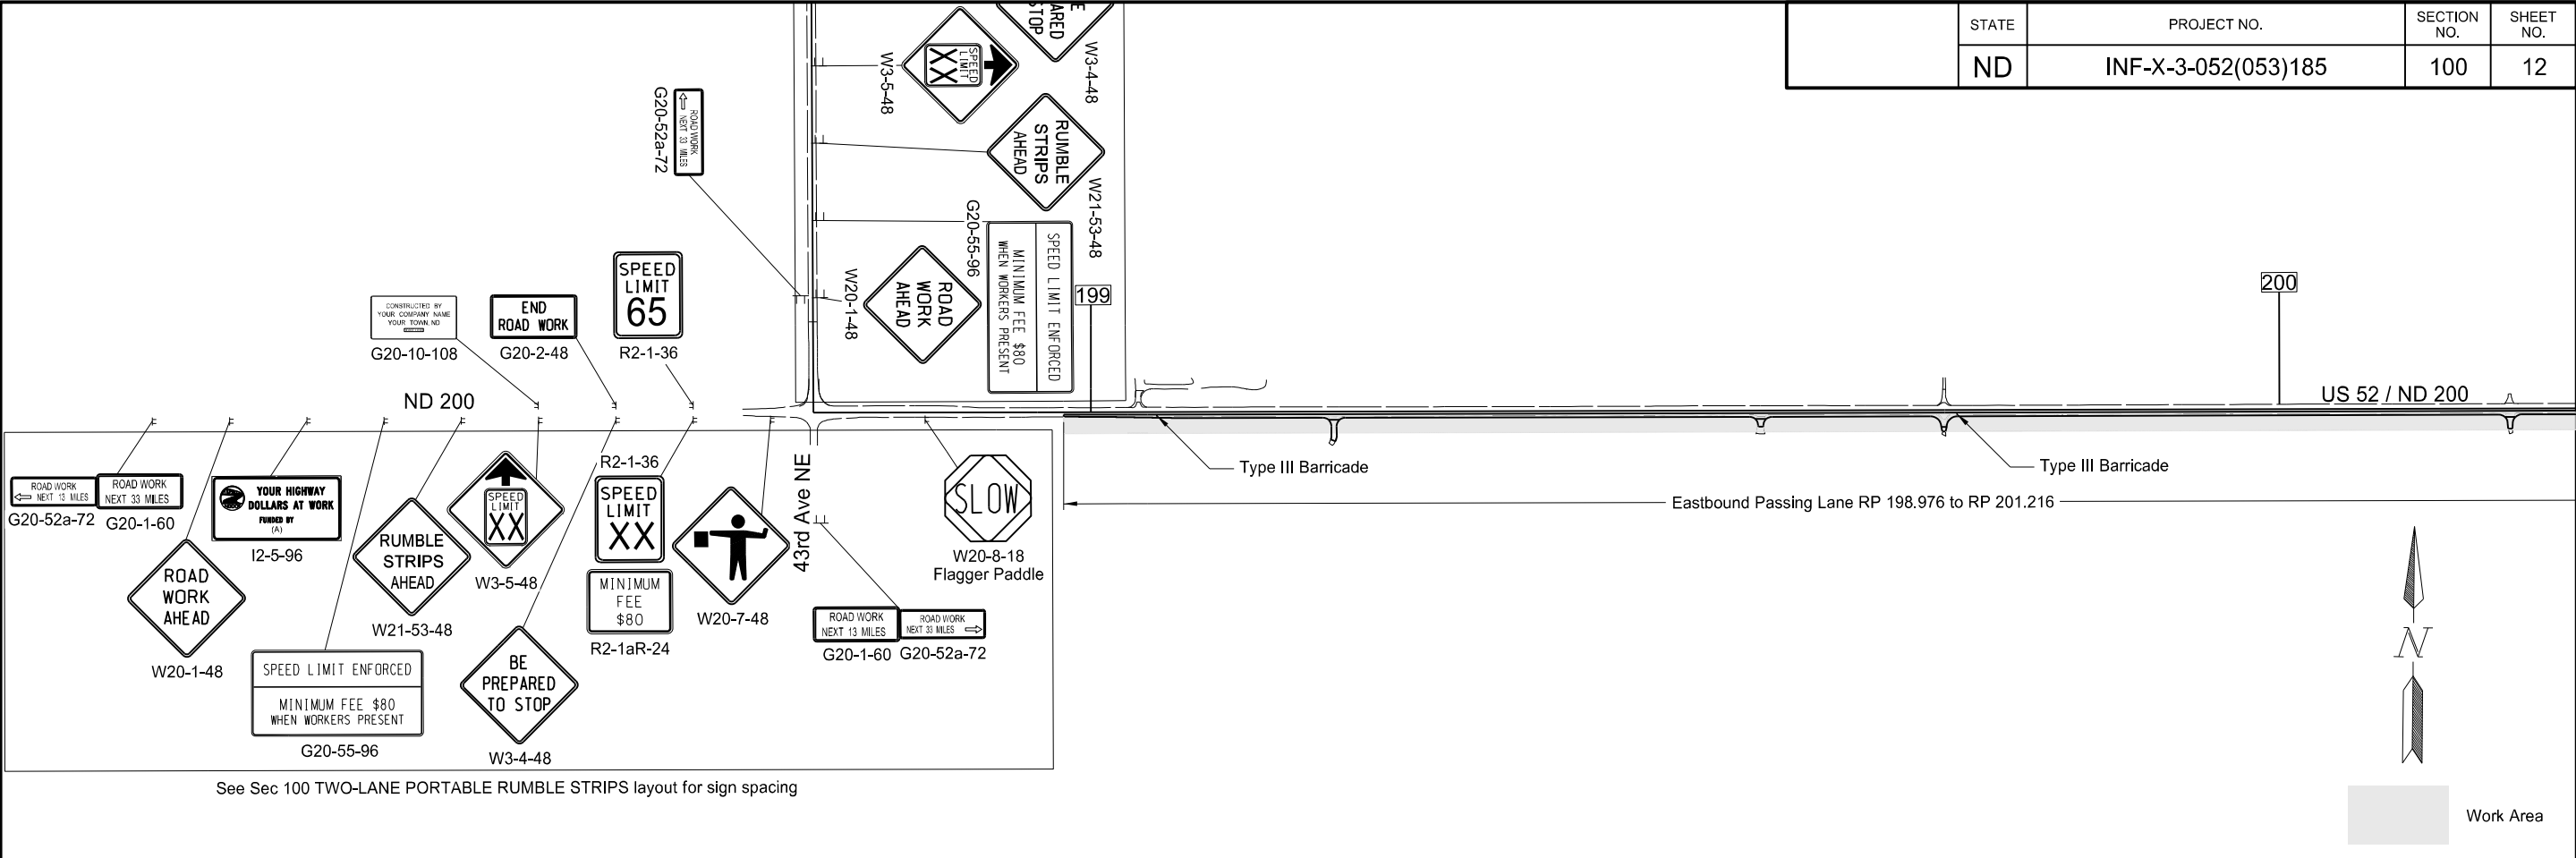 STATE
PROJECT NO.
SECTION
NO.
SHEET
NO.
ND
INF-X-3-052(053)185
100
12
ARED
STOP
W3-4-48
SPEED
LIMIT
XX
W3-5-48
RUMBLE
STRIPS
AHEAD
W21-53-48
ROAD WORK
NEXT 33 MILES
G20-52a-72
G20-55-96
SPEED LIMIT ENFORCED
MINIMUM FEE $80
WHEN WORKERS PRESENT
ROAD
WORK
AHEAD
W20-1-48
199
200
CONSTRUCTED BY
YOUR COMPANY NAME
YOUR TOWN, ND
G20-10-108
END
ROAD WORK
G20-2-48
SPEED
LIMIT
65
R2-1-36
ND 200
US 52 / ND 200
ROAD WORK
NEXT 13 MILES
G20-52a-72
ROAD WORK
NEXT 33 MILES
G20-1-60
ROAD
WORK
AHEAD
W20-1-48
YOUR HIGHWAY
DOLLARS AT WORK
FUNDED BY
(A)
I2-5-96
SPEED LIMIT ENFORCED
MINIMUM FEE $80
WHEN WORKERS PRESENT
G20-55-96
RUMBLE
STRIPS
AHEAD
W21-53-48
SPEED
LIMIT
XX
W3-5-48
BE
PREPARED
TO STOP
W3-4-48
R2-1-36
SPEED
LIMIT
XX
MINIMUM
FEE
$80
R2-1aR-24
W20-7-48
43rd Ave NE
ROAD WORK
NEXT 13 MILES
G20-1-60
ROAD WORK
NEXT 33 MILES
G20-52a-72
SLOW
W20-8-18
Flagger Paddle
Type III Barricade
Type III Barricade
Eastbound Passing Lane RP 198.976 to RP 201.216
See Sec 100 TWO-LANE PORTABLE RUMBLE STRIPS layout for sign spacing
N
Work Area